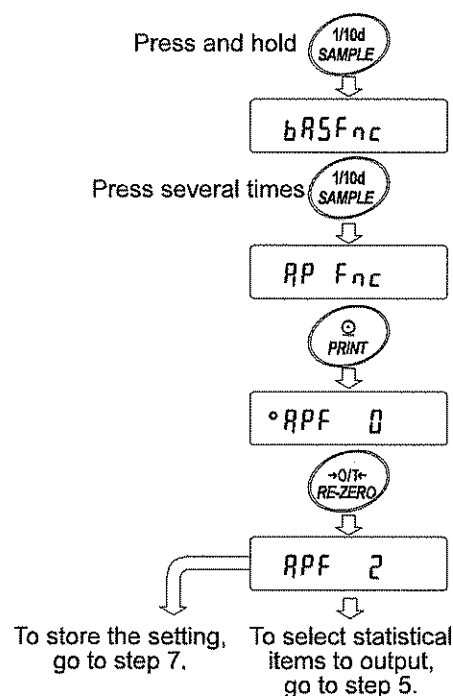 Press and hold
1/10d
SAMPLE
bASFnc
Press several times
1/10d
SAMPLE
AP Fnc
PRINT
APF 0
→0/T←
RE-ZERO
APF 2
To store the setting,
go to step 7.
To select statistical
items to output,
go to step 5.